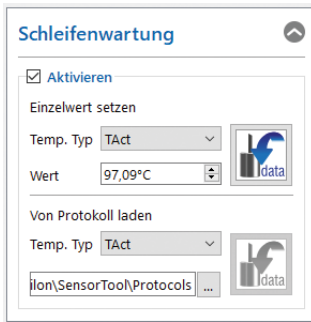 Schleifenwartung
Aktivieren
Einzelwert setzen
Temp. Typ TAct
data
Wert 97,09°C
Von Protokoll laden
Temp. Typ TAct
data
ilon\SensorTool\Protocols ...